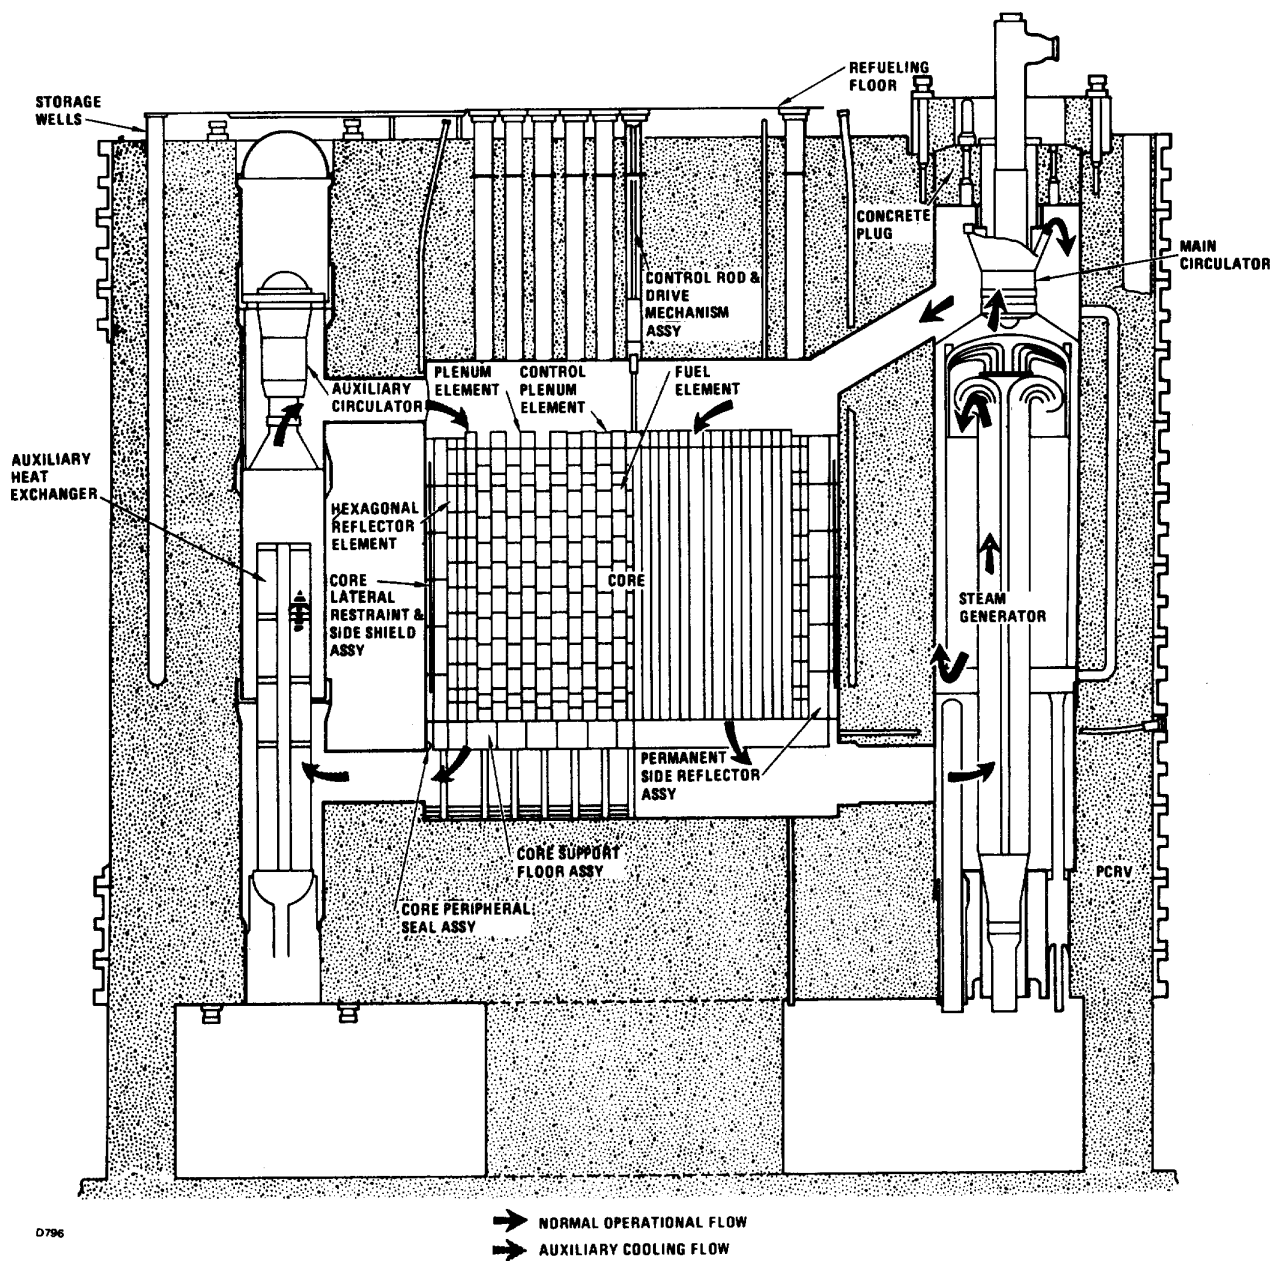 REFUELING
FLOOR
STORAGE
WELLS
CONCRETE
PLUG
MAIN
CIRCULATOR
CONTROL ROD &
DRIVE
MECHANISM
ASSY
PLENUM
ELEMENT
CONTROL
PLENUM
ELEMENT
FUEL
ELEMENT
AUXILIARY
CIRCULATOR
AUXILIARY
HEAT
EXCHANGER
HEXAGONAL
REFLECTOR
ELEMENT
CORE
LATERAL
RESTRAINT &
SIDE SHIELD
ASSY
CORE
STEAM
GENERATOR
PERMANENT
SIDE REFLECTOR
ASSY
CORE SUPPORT
FLOOR ASSY
PCRV
CORE PERIPHERAL
SEAL ASSY
D796
NORMAL OPERATIONAL FLOW
AUXILIARY COOLING FLOW